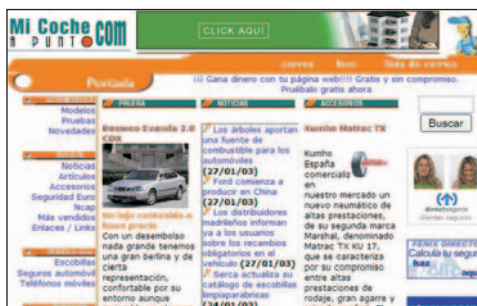 Mi Coche
A PUNTO.COM
CLICK AQUÍ
correo foro lista de correo
Portada
¡¡¡ Gana dinero con tu página web!!!! Gratis y sin compromiso.
Pruébalo gratis ahora
Modelos
Pruebas
Novedades
Noticias
Artículos
Accesorios
Seguridad Euro
Ncap
Más vendidos
Enlaces / Links
Escobillas
Seguros automóvil
Teléfonos móviles
PRUEBA
Daewoo Evanda 2.0
CDX
Un lujo contenido a
buen precio
Con un desembolso
nada grande tenemos
una gran berlina y de
cierta
representación,
confortable por su
entorno aunque
NOTICIAS
Los árboles aportan
una fuente de
combustible para los
automóviles
(27/01/03)
Ford comienza a
producir en China
(27/01/03)
Los distribuidores
madrileños informan
ya a los usuarios
sobre los recambios
obligatorios en el
vehículo (27/01/03)
Serca actualiza su
catálogo de escobillas
limpiaparabrisas
(24/01/03)
ACCESORIOS
Kumho Matrac TX
Kumho
España
comercializa
en
nuestro mercado un
nuevo neumático de
altas prestaciones,
de su segunda marca
Marshal, denominado
Matrac TX KU 17,
que se caracteriza
por su compromiso
entre altas
prestaciones de
rodaje, gran agarre y
Buscar
directseguros
clientes seguros
FENIX DIRECTO
Calcula tu segur
haz
aqu